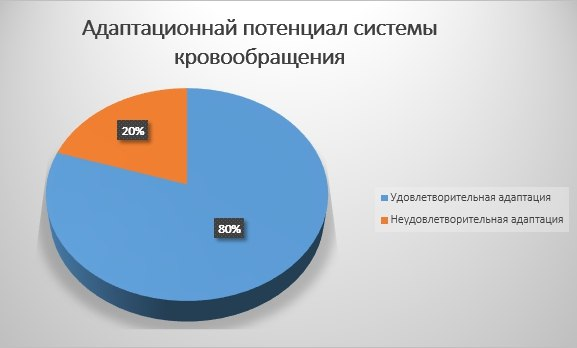 Адаптационнай потенциал системы
кровообращения
20%
80%
Удовлетворительная адаптация
Неудовлетворительная адаптация